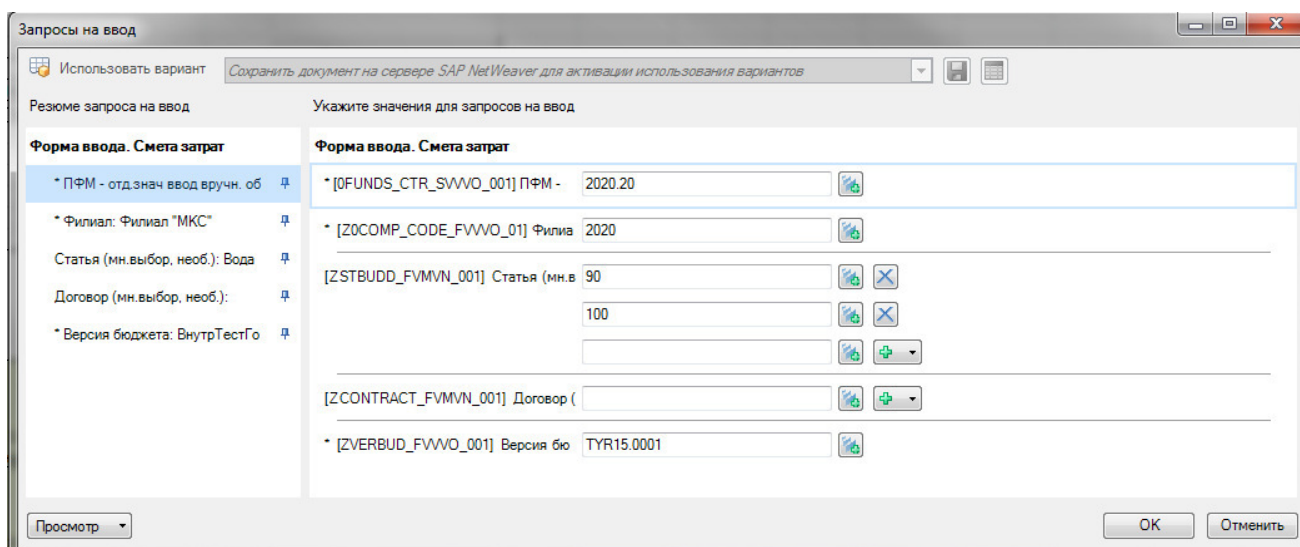 Запросы на ввод
Использовать вариант Сохранить документ на сервере SAP NetWeaver для активации использования вариантов
Резюме запроса на ввод Укажите значения для запросов на ввод
Форма ввода. Смета затрат Форма ввода. Смета затрат
* ПФМ - отд.знач ввод вручн. об * [0FUNDS_CTR_SVVVO_001] ПФМ - 2020.20
* Филиал: Филиал "МКС" * [Z0COMP_CODE_FVVVO_01] Филиа 2020
Статья (мн.выбор, необ.): Вода [ZSTBUDD_FVMVN_001] Статья (мн.в 90
Договор (мн.выбор, необ.): 100
* Версия бюджета: ВнутрТестГо
[ZCONTRACT_FVMVN_001] Договор (
* [ZVERBUD_FVVVO_001] Версия бю TYR15.0001
Просмотр OK Отменить